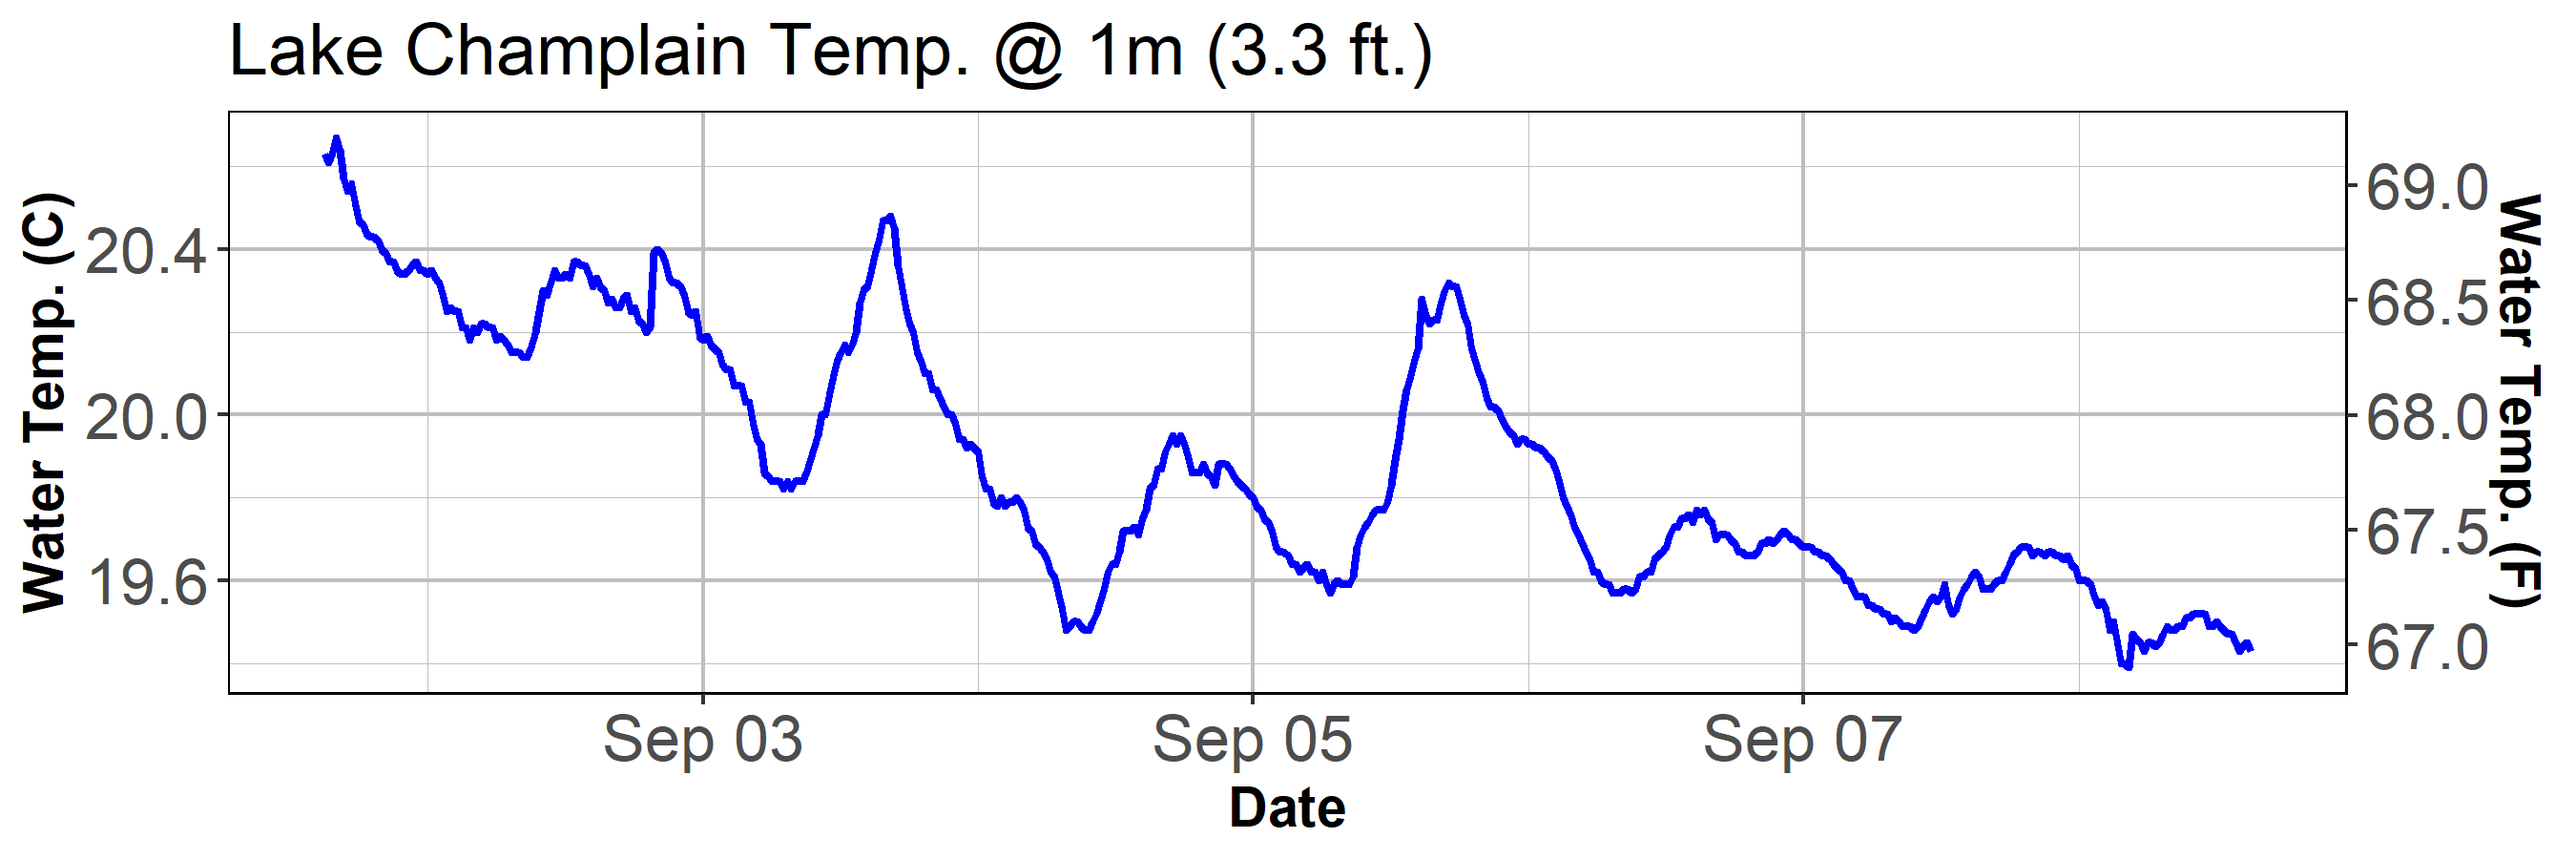 Lake Champlain Temp. @ 1m (3.3 ft.)
Water Temp. (C)
20.4
20.0
19.6
69.0
68.5
68.0
67.5
67.0
Water Temp. (F)
Sep 03
Sep 05
Sep 07
Date